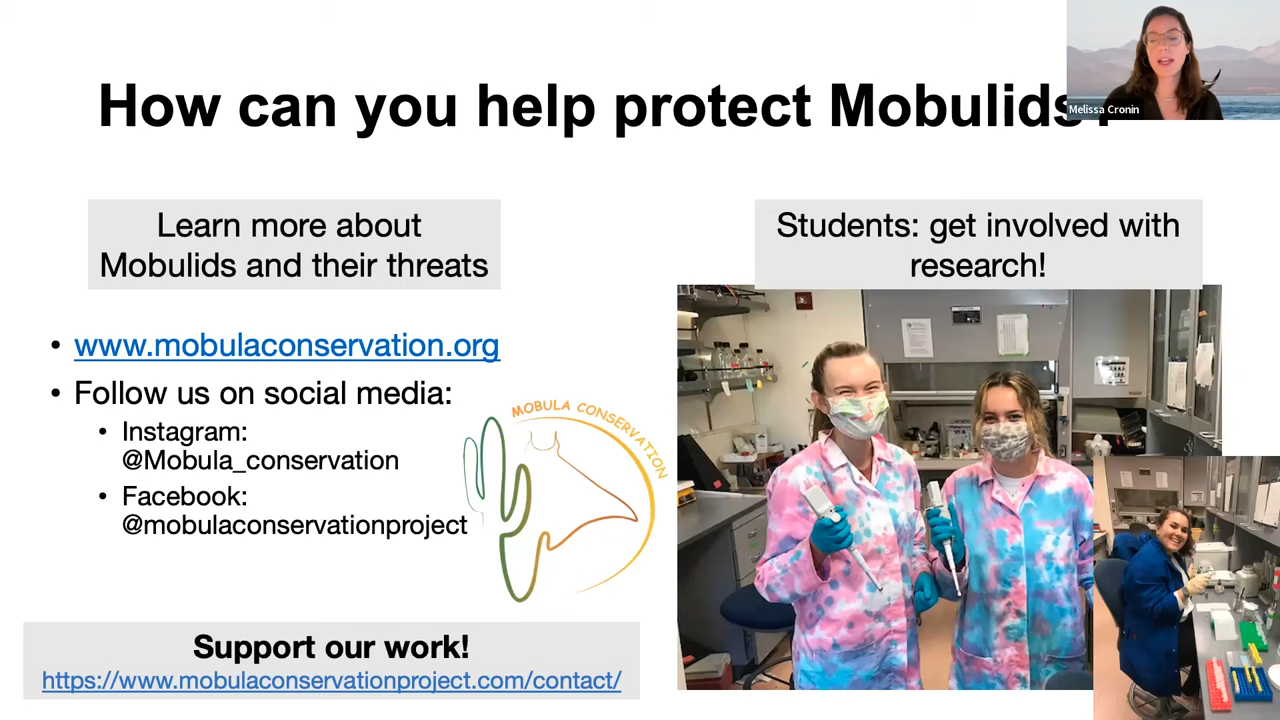 How can you help protect Mobulids?
Melissa Cronin
Learn more about
Mobulids and their threats
• www.mobulaconservation.org
• Follow us on social media:
• Instagram:
@Mobula_conservation
• Facebook:
@mobulaconservationproject
MOBULA CONSERVATION
Support our work!
https://www.mobulaconservationproject.com/contact/
Students: get involved with
research!